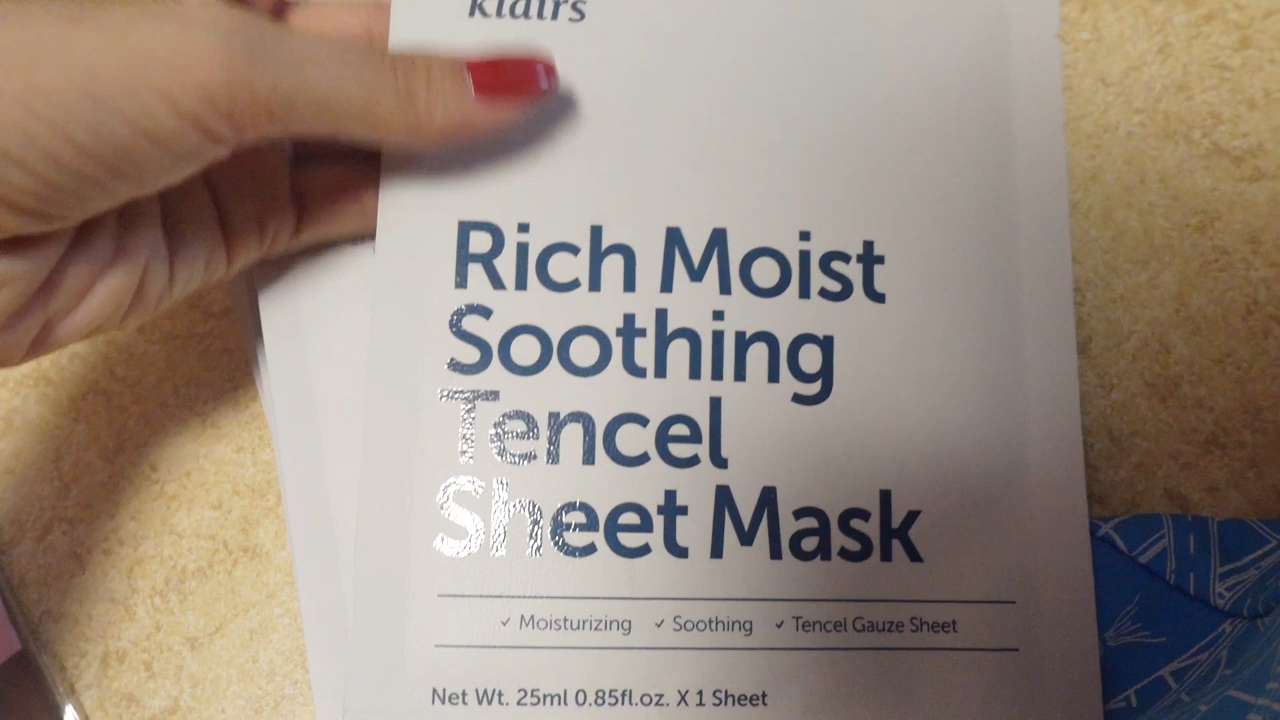 klairs
Rich Moist
Soothing
Tencel
Sheet Mask
✓ Moisturizing ✓ Soothing ✓ Tencel Gauze Sheet
Net Wt. 25ml 0.85fl.oz. X 1 Sheet